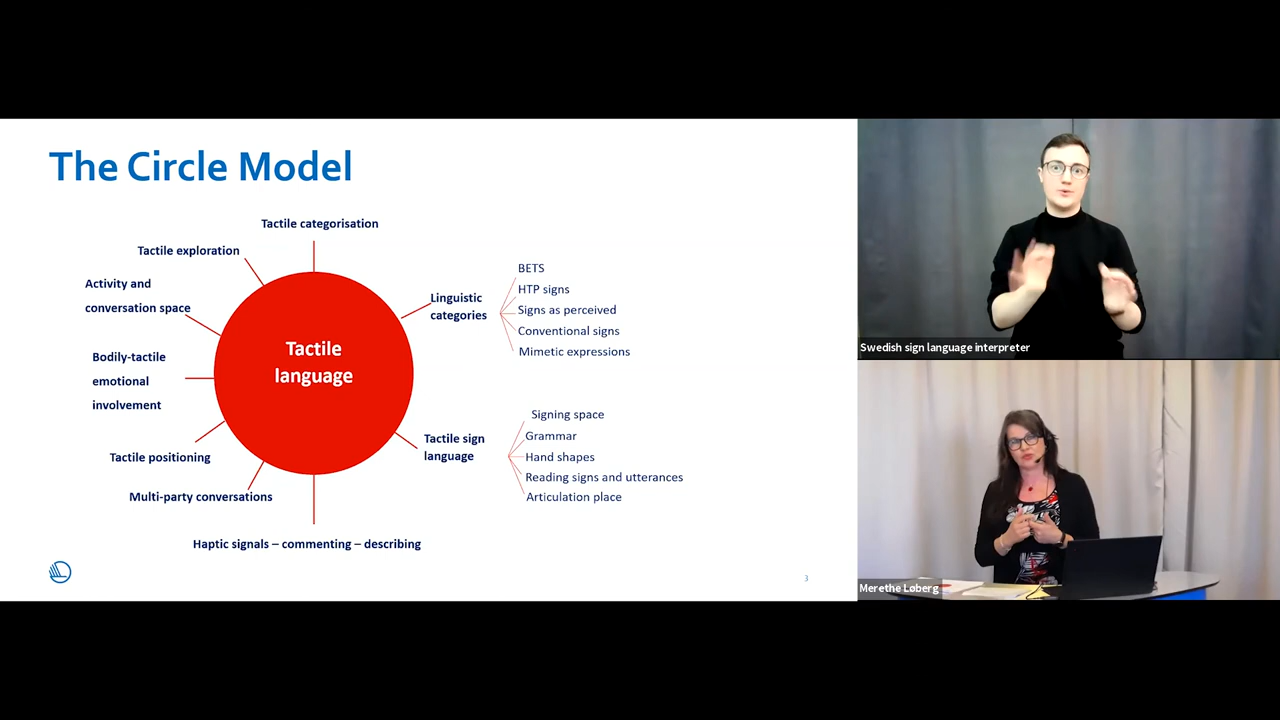 The Circle Model
Tactile categorisation
Tactile exploration
Activity and
conversation space
Bodily-tactile
emotional
involvement
Tactile positioning
Multi-party conversations
Haptic signals – commenting – describing
Tactile
language
Linguistic
categories
BETS
HTP signs
Signs as perceived
Conventional signs
Mimetic expressions
Tactile sign
language
Signing space
Grammar
Hand shapes
Reading signs and utterances
Articulation place
3
Swedish sign language interpreter
Merethe Løberg